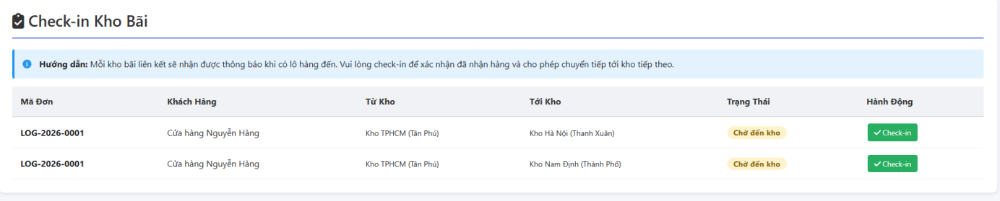 Check-in Kho Bãi
Hướng dẫn: Mỗi kho bãi liên kết sẽ nhận được thông báo khi có lô hàng đến. Vui lòng check-in để xác nhận đã nhận hàng và cho phép chuyển tiếp tới kho tiếp theo.
Mã Đơn Khách Hàng Từ Kho Tới Kho Trạng Thái Hành Động
LOG-2026-0001 Cửa hàng Nguyễn Hàng Kho TPHCM (Tân Phú) Kho Hà Nội (Thanh Xuân) Chờ đến kho Check-in
LOG-2026-0001 Cửa hàng Nguyễn Hàng Kho TPHCM (Tân Phú) Kho Nam Định (Thành Phố) Chờ đến kho Check-in